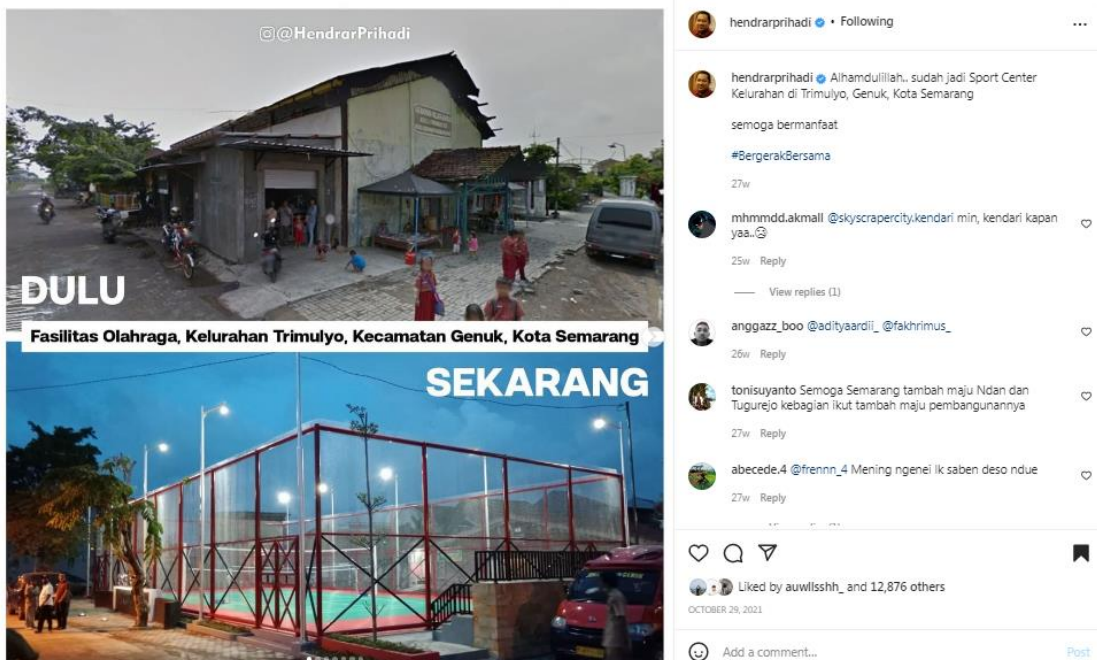 @HendrarPrihadi
DULU
Fasilitas Olahraga, Kelurahan Trimulyo, Kecamatan Genuk, Kota Semarang
SEKARANG
hendrarprihadi • Following
hendrarprihadi Alhamdulillah.. sudah jadi Sport Center
Kelurahan di Trimulyo, Genuk, Kota Semarang
semoga bermanfaat
#BergerakBersama
27w
mhmmdd.akmall @skyscrapercity.kendari min, kendari kapan
yaa..
25w Reply
View replies (1)
anggazz_boo @adityaardii_ @fakhrimus_
26w Reply
tonisuyanto Semoga Semarang tambah maju Ndan dan
Tugurejo kebagian ikut tambah maju pembangunannya
27w Reply
abecede.4 @frennn_4 Mening ngenei lk saben deso ndue
27w Reply
Liked by auwllsshh_ and 12,876 others
OCTOBER 29, 2021
Add a comment...
Post